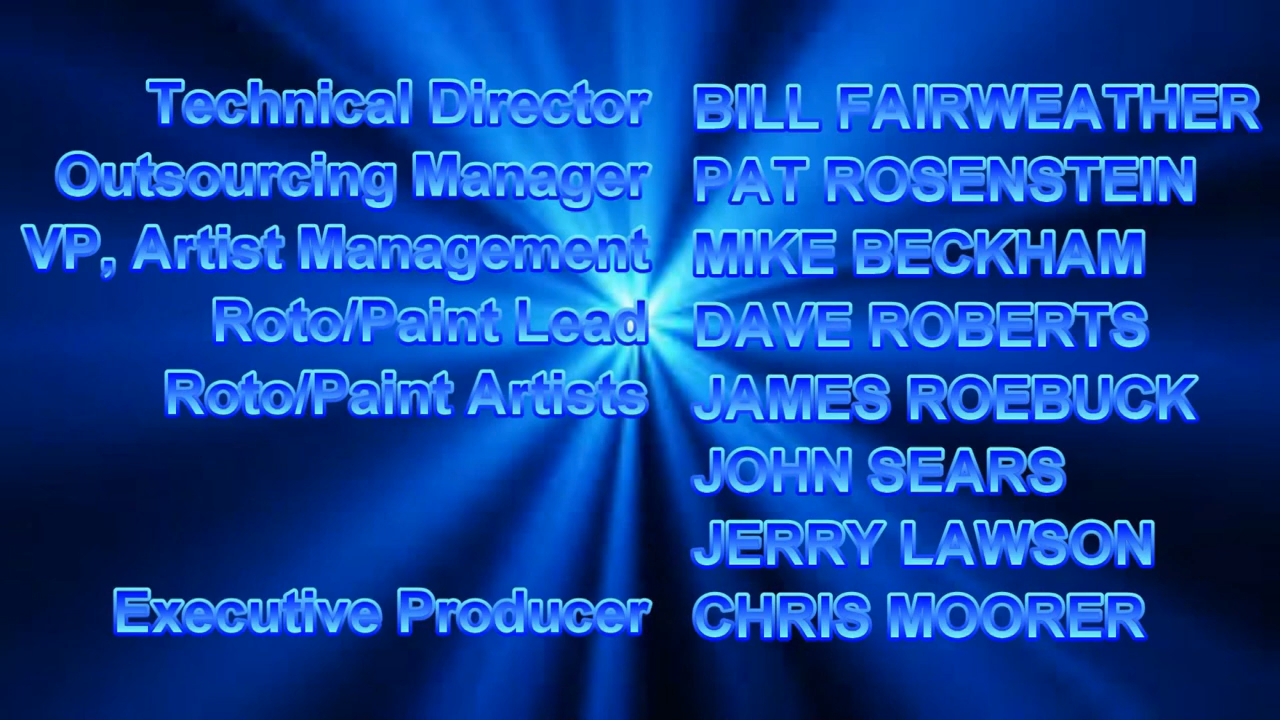 Technical Director BILL FAIRWEATHER
Outsourcing Manager PAT ROSENSTEIN
VP, Artist Management MIKE BECKHAM
Roto/Paint Lead DAVE ROBERTS
Roto/Paint Artists JAMES ROEBUCK
JOHN SEARS
JERRY LAWSON
Executive Producer CHRIS MOORER